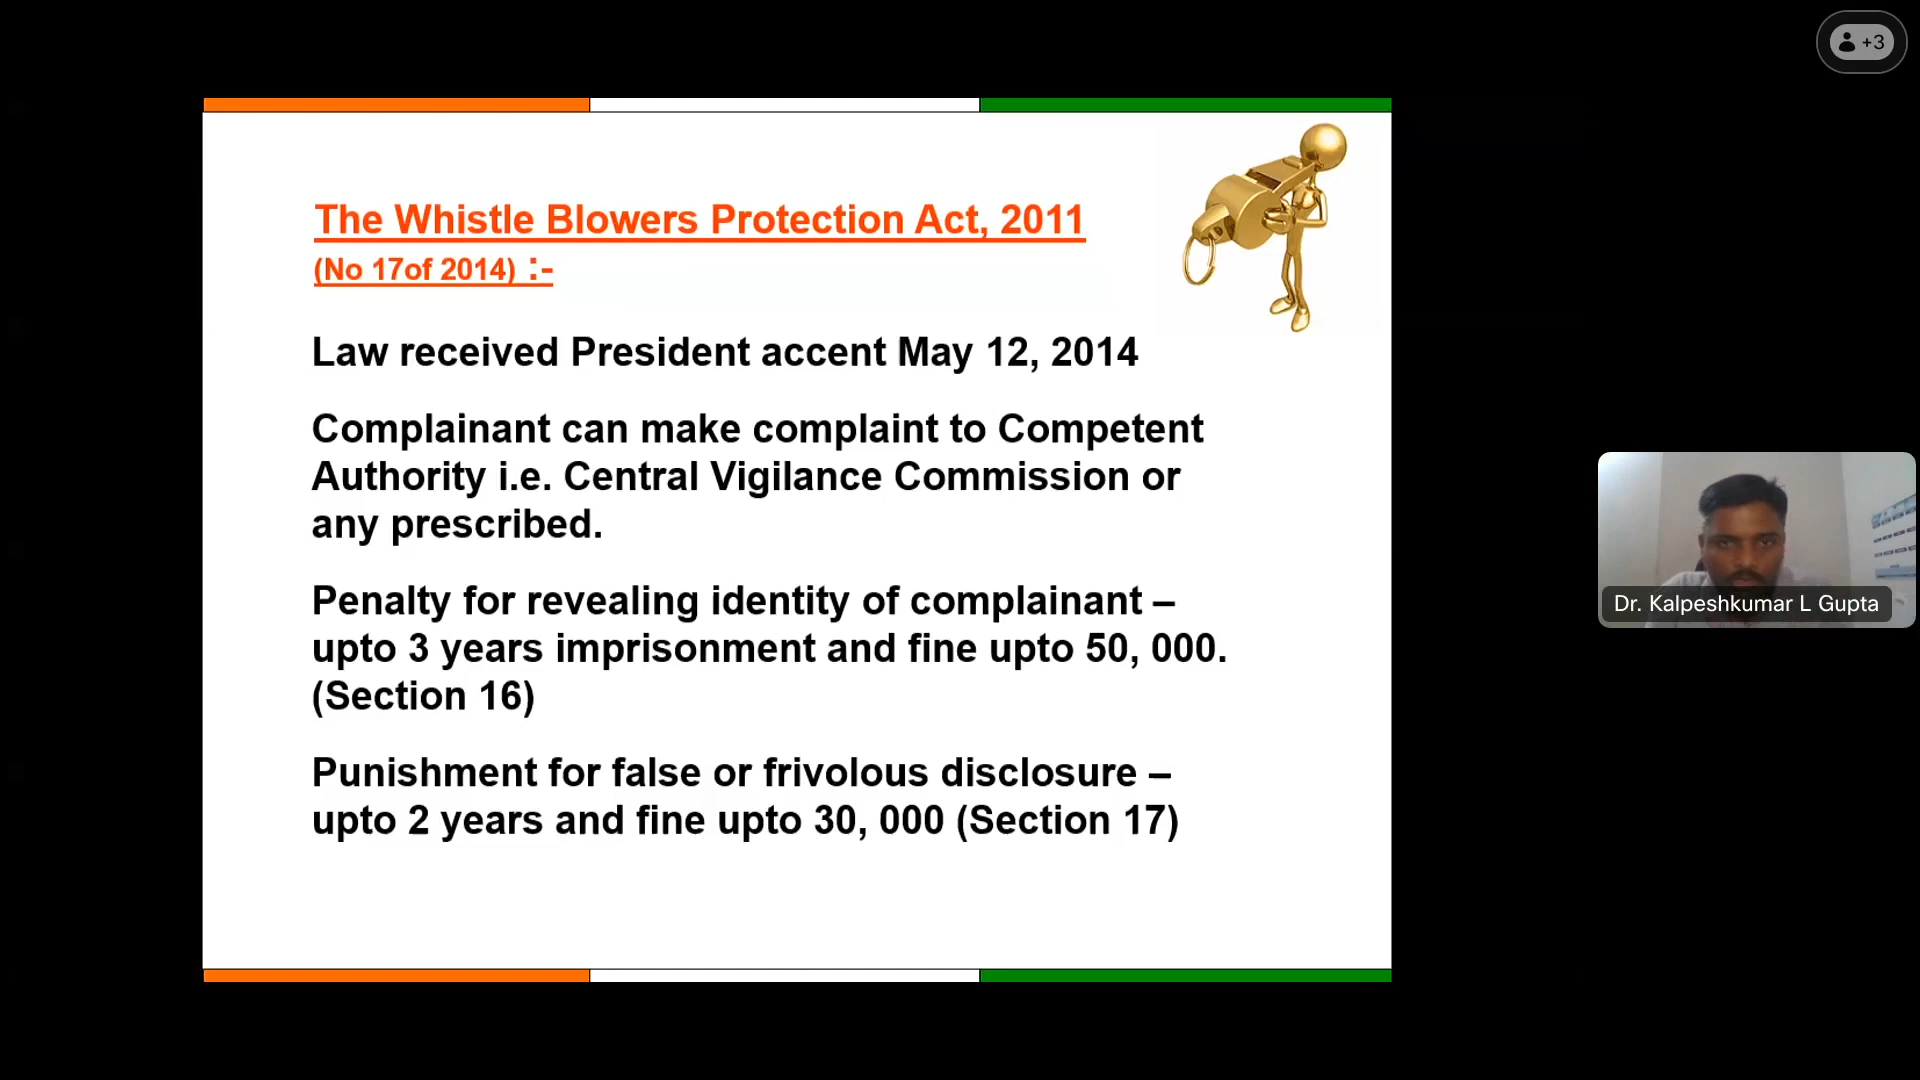 +3
The Whistle Blowers Protection Act, 2011
(No 17of 2014) :-
Law received President accent May 12, 2014
Complainant can make complaint to Competent
Authority i.e. Central Vigilance Commission or
any prescribed.
Penalty for revealing identity of complainant –
upto 3 years imprisonment and fine upto 50, 000.
(Section 16)
Punishment for false or frivolous disclosure –
upto 2 years and fine upto 30, 000 (Section 17)
Dr. Kalpeshkumar L Gupta